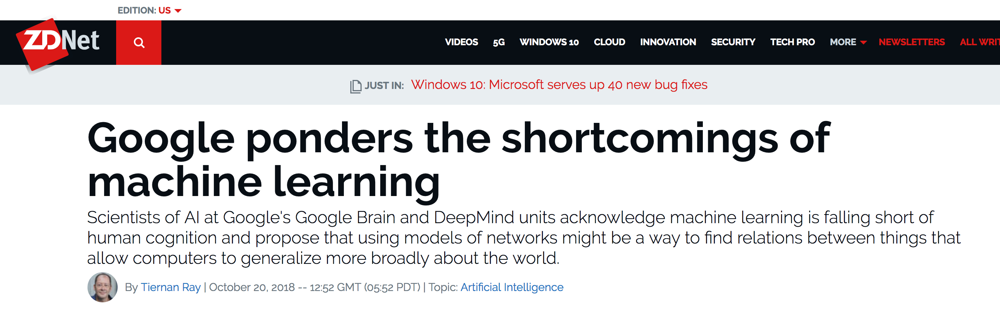 EDITION: US
ZDNet
VIDEOS 5G WINDOWS 10 CLOUD INNOVATION SECURITY TECH PRO MORE NEWSLETTERS ALL
JUST IN: Windows 10: Microsoft serves up 40 new bug fixes
Google ponders the shortcomings of
machine learning
Scientists of AI at Google's Google Brain and DeepMind units acknowledge machine learning is falling short of
human cognition and propose that using models of networks might be a way to find relations between things that
allow computers to generalize more broadly about the world.
By Tiernan Ray | October 20, 2018 -- 12:52 GMT (05:52 PDT) | Topic: Artificial Intelligence